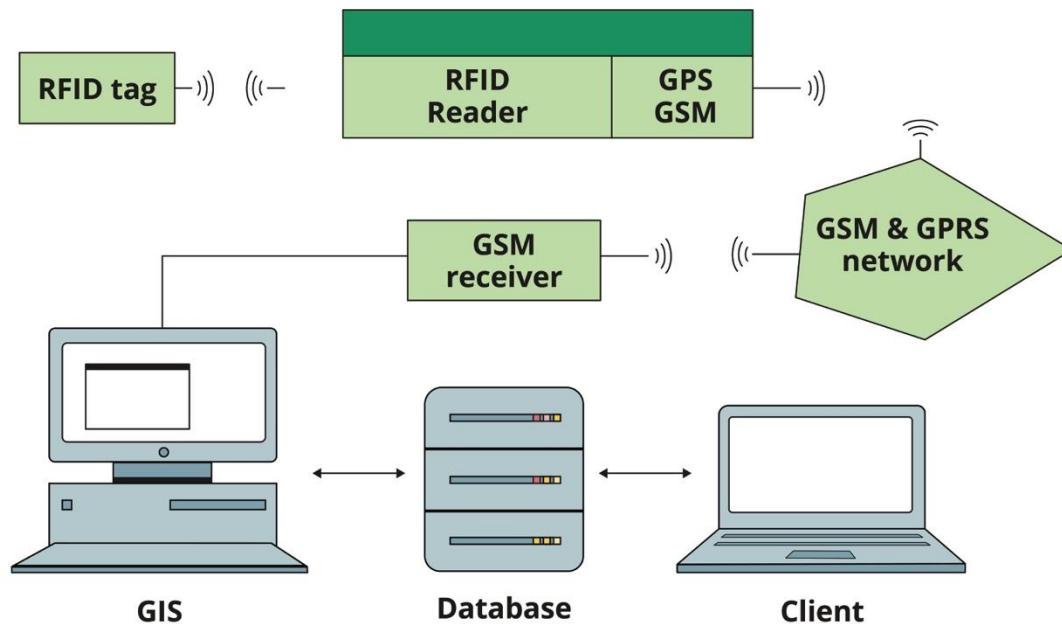 RFID tag
RFID
Reader
GPS
GSM
GSM & GPRS
network
GSM
receiver
GIS
Database
Client